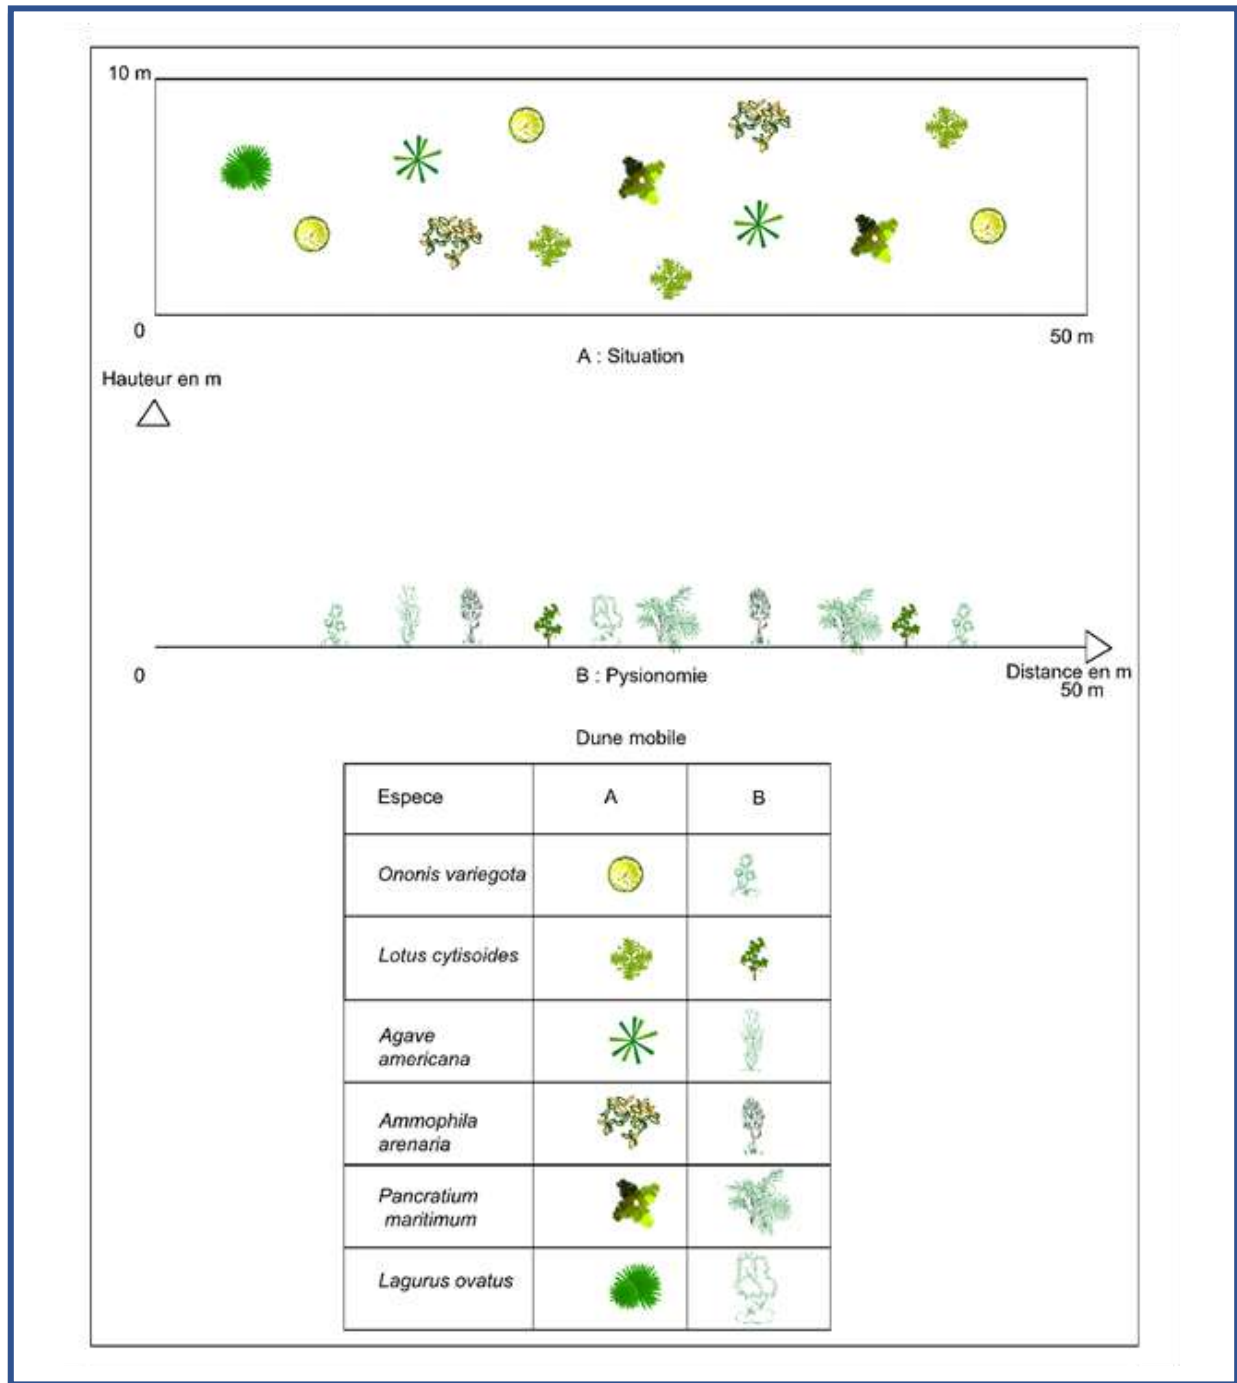 10 m
0
50 m
A : Situation
Hauteur en m
0
B : Pysionomie
Distance en m
50 m
Dune mobile
Espece A B
Ononis variegota
Lotus cytisoides
Agave
americana
Ammophila
arenaria
Pancratium
maritimum
Lagurus ovatus